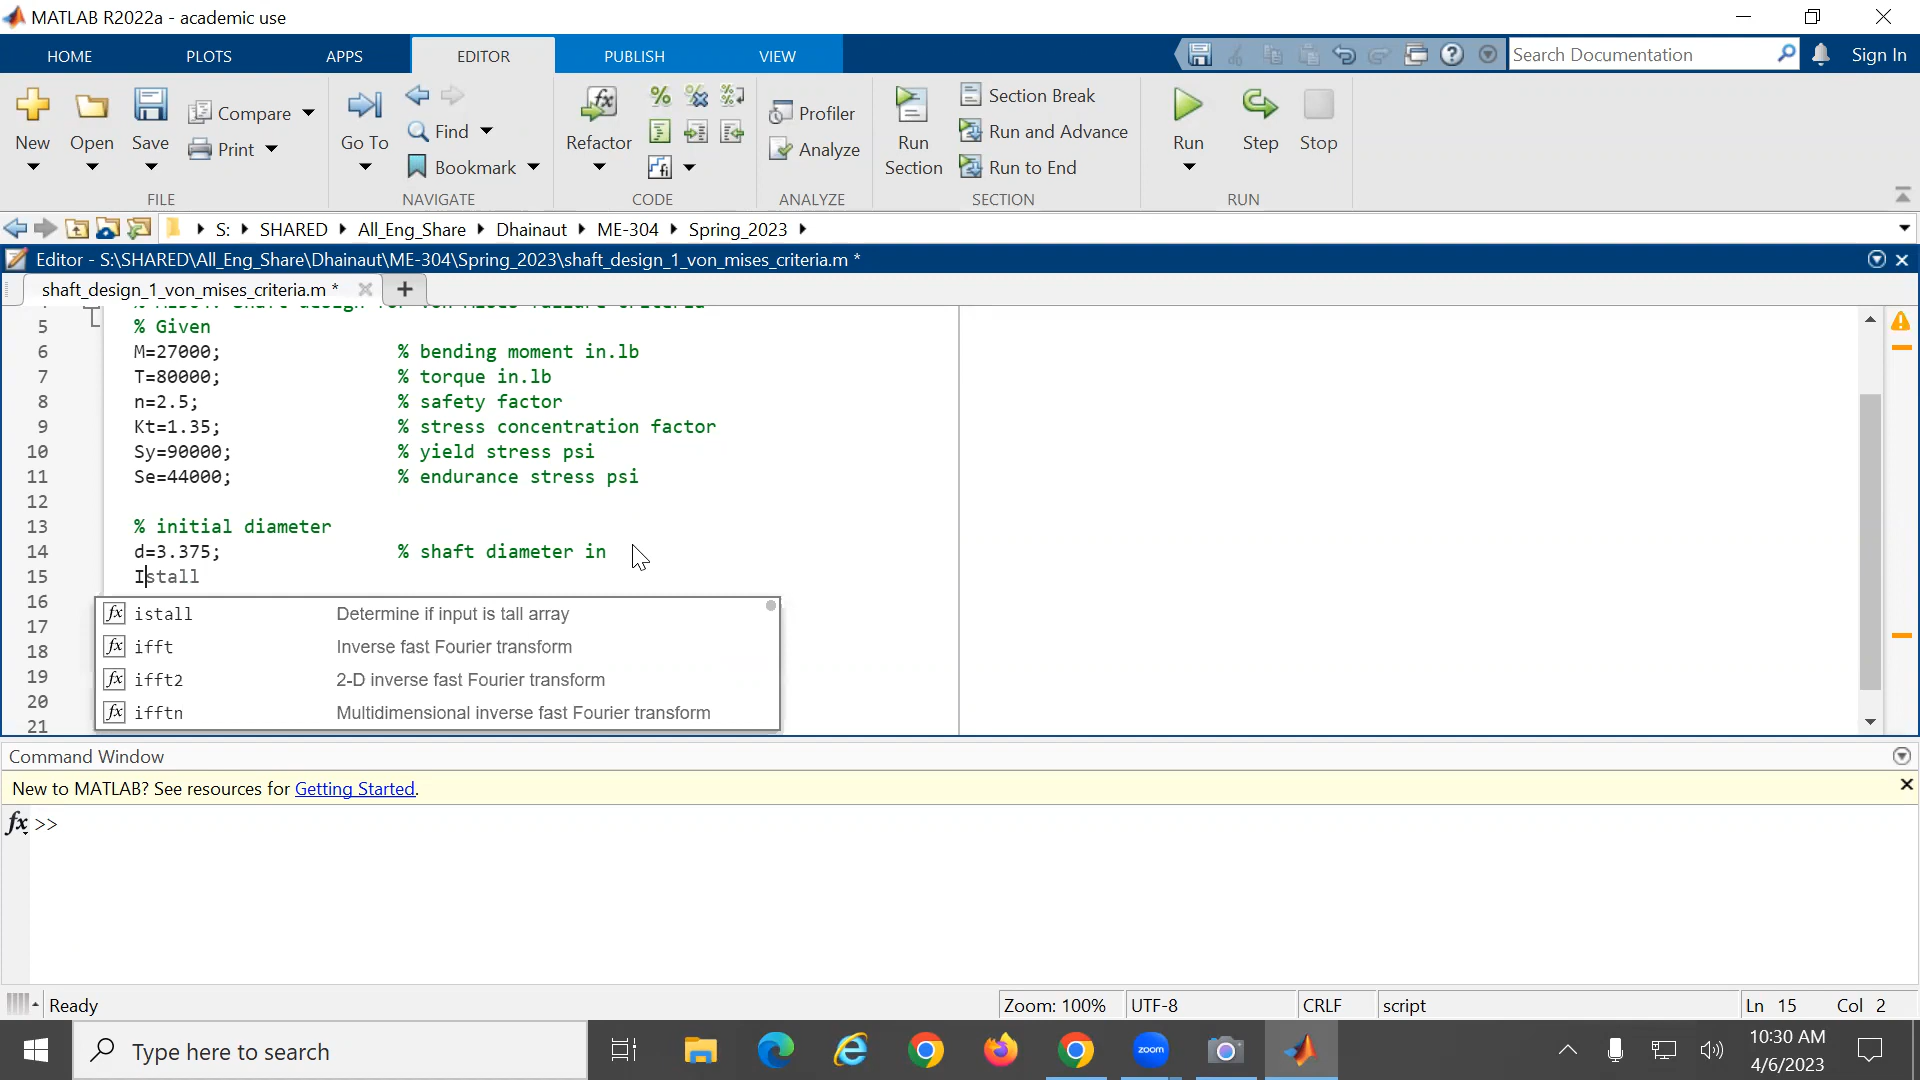 MATLAB R2022a - academic use
HOME PLOTS APPS EDITOR PUBLISH VIEW Search Documentation Sign In
New Open Save Compare Print Go To Find Bookmark Refactor Profiler Analyze Run Section Section Break Run and Advance Run to End Run Step Stop
FILE NAVIGATE CODE ANALYZE SECTION RUN
S: SHARED All_Eng_Share Dhainaut ME-304 Spring_2023
Editor - S:\SHARED\All_Eng_Share\Dhainaut\ME-304\Spring_2023\shaft_design_1_von_mises_criteria.m *
shaft_design_1_von_mises_criteria.m * +
5 % Given
6 M=27000; % bending moment in.lb
7 T=80000; % torque in.lb
8 n=2.5; % safety factor
9 Kt=1.35; % stress concentration factor
10 Sy=90000; % yield stress psi
11 Se=44000; % endurance stress psi
12
13 % initial diameter
14 d=3.375; % shaft diameter in
15 Istall
16 fx istall Determine if input is tall array
17
18 fx ifft Inverse fast Fourier transform
19 fx ifft2 2-D inverse fast Fourier transform
20
21 fx ifftn Multidimensional inverse fast Fourier transform
Command Window
New to MATLAB? See resources for Getting Started.
fx >>
Ready Zoom: 100% UTF-8 CRLF script Ln 15 Col 2
Type here to search zoom 10:30 AM
4/6/2023